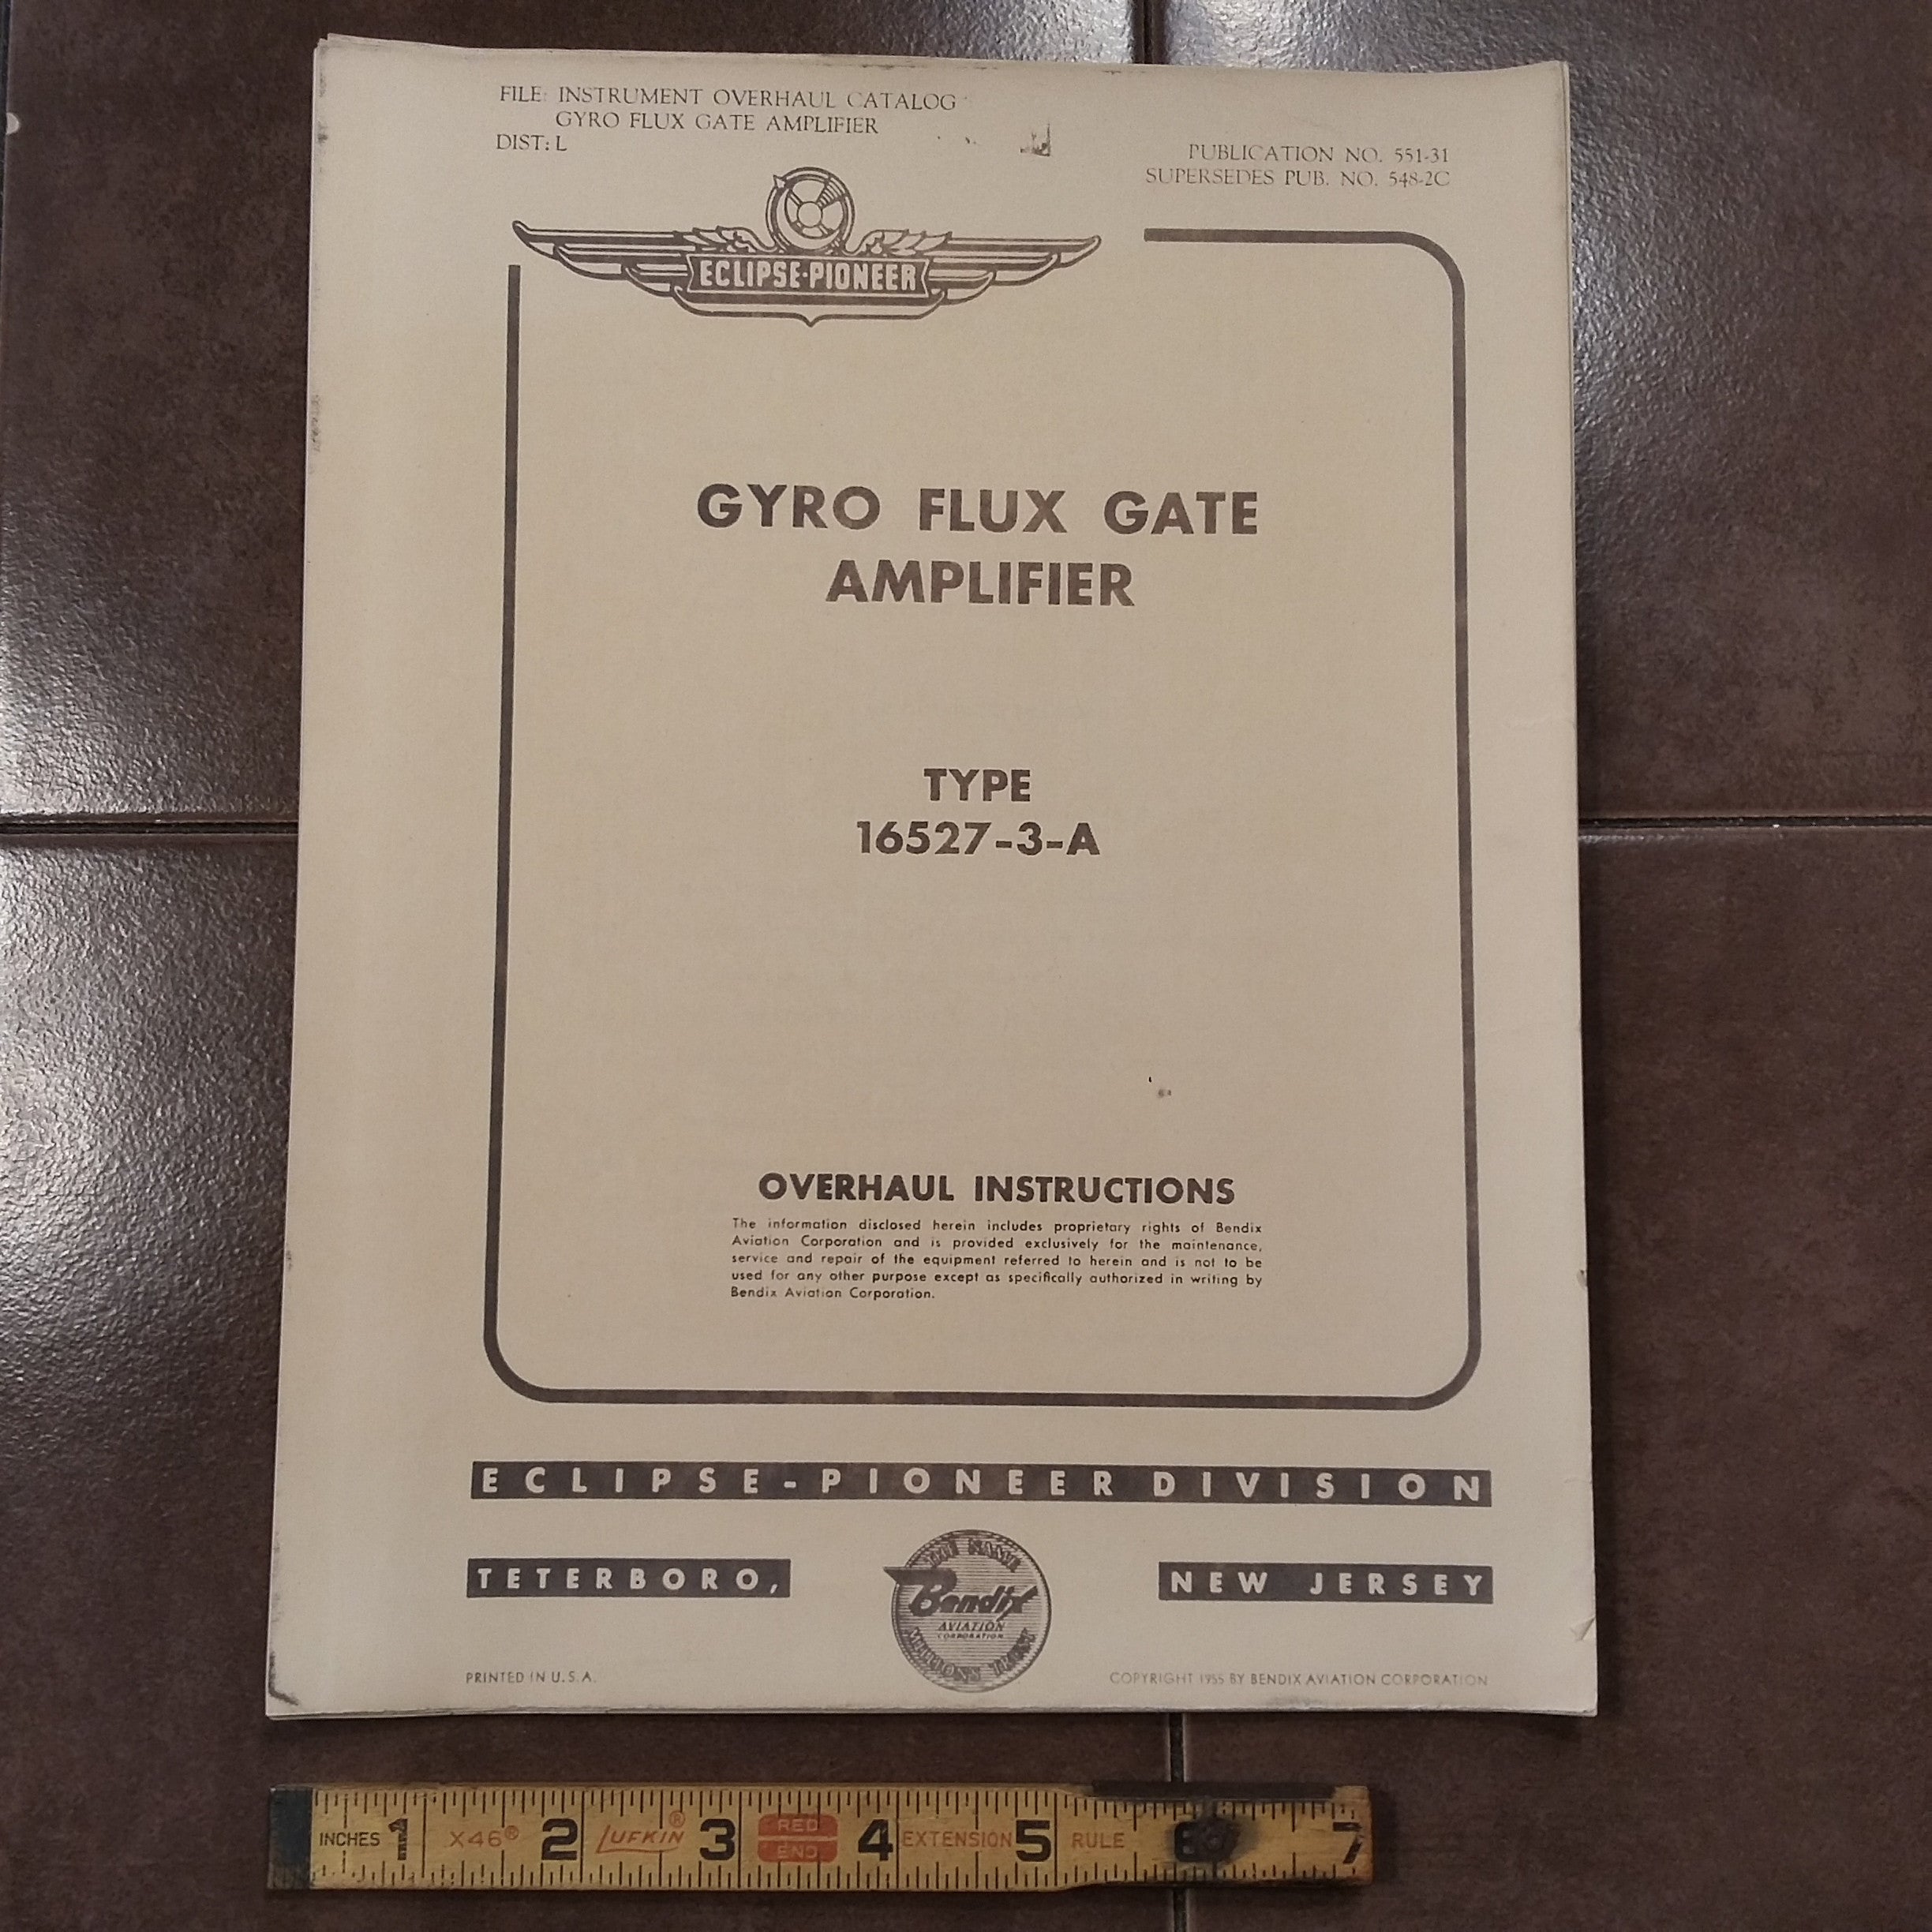 FILE: INSTRUMENT OVERHAUL CATALOG
GYRO FLUX GATE AMPLIFIER
DIST: L
PUBLICATION NO. 551-31
SUPERSEDES PUB. NO. 548-2C
ECLIPSE-PIONEER
GYRO FLUX GATE
AMPLIFIER
TYPE
16527-3-A
OVERHAUL INSTRUCTIONS
The information disclosed herein includes proprietary rights of Bendix
Aviation Corporation and is provided exclusively for the maintenance,
service and repair of the equipment referred to herein and is not to be
used for any other purpose except as specifically authorized in writing by
Bendix Aviation Corporation.
ECLIPSE-PIONEER DIVISION
TETERBORO,
THE NAME
Bendix
AVIATION
CORPORATION
MILLIONS TRUST
NEW JERSEY
PRINTED IN U.S.A.
COPYRIGHT 1955 BY BENDIX AVIATION CORPORATION
INCHES 1 X46® 2 LUFKIN® 3 RED END 4 EXTENSION 5 RULE 6 7